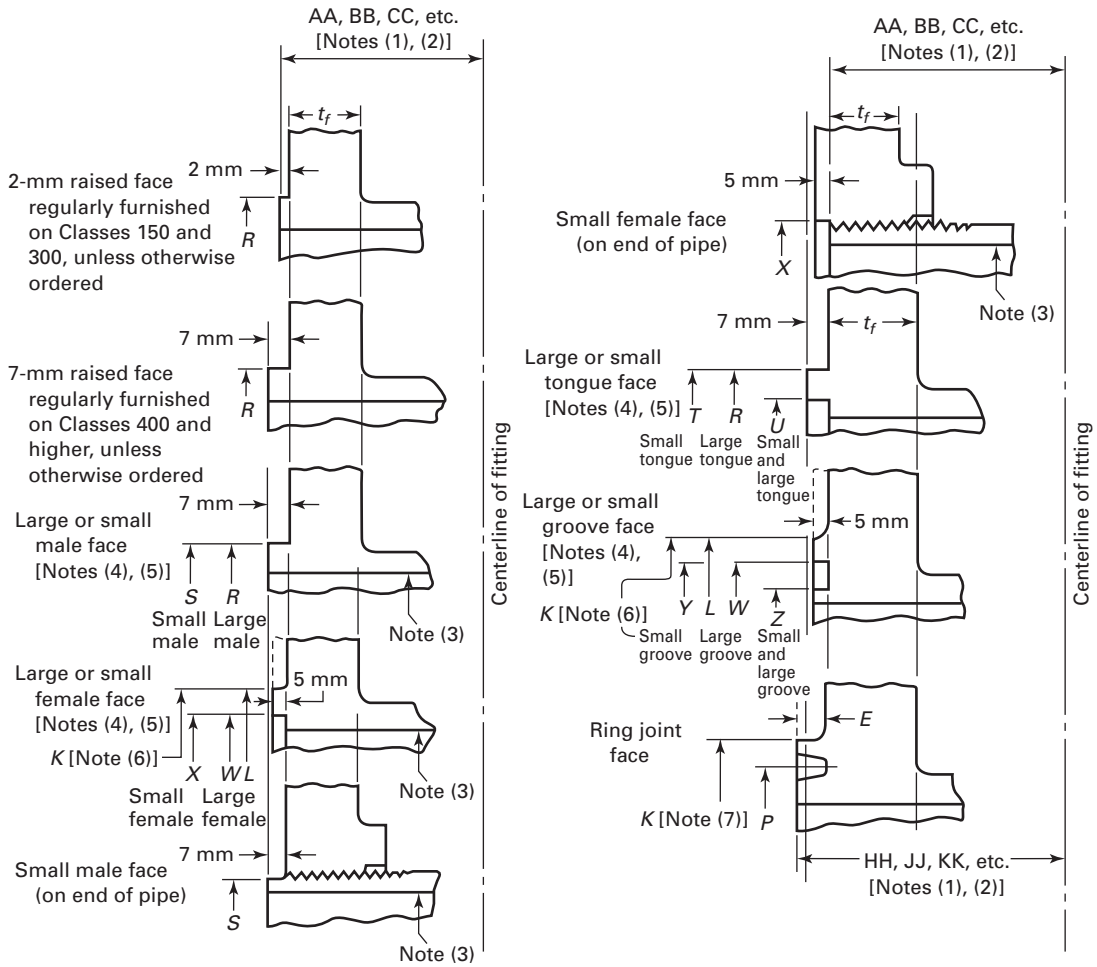 AA, BB, CC, etc.
[Notes (1), (2)]
t_f
2 mm
2-mm raised face
regularly furnished
on Classes 150 and
300, unless otherwise
ordered
R
7 mm
7-mm raised face
regularly furnished
on Classes 400 and
higher, unless
otherwise ordered
R
7 mm
Large or small
male face
[Notes (4), (5)]
S R
Small Large
male male
Note (3)
Large or small
female face
[Notes (4), (5)]
5 mm
K [Note (6)]
X W L
Small Large
female female
Note (3)
7 mm
Small male face
(on end of pipe)
S
Note (3)
Centerline of fitting
AA, BB, CC, etc.
[Notes (1), (2)]
t_f
5 mm
Small female face
(on end of pipe)
X
Note (3)
7 mm
t_f
Large or small
tongue face
[Notes (4), (5)]
T R U
Small Large Small
tongue tongue and
large
tongue
Large or small
groove face
[Notes (4),
(5)]
5 mm
K [Note (6)]
Y L W Z
Small Large Small
groove groove and
large
groove
Ring joint
face
E
K [Note (7)]
P
HH, JJ, KK, etc.
[Notes (1), (2)]
Centerline of fitting